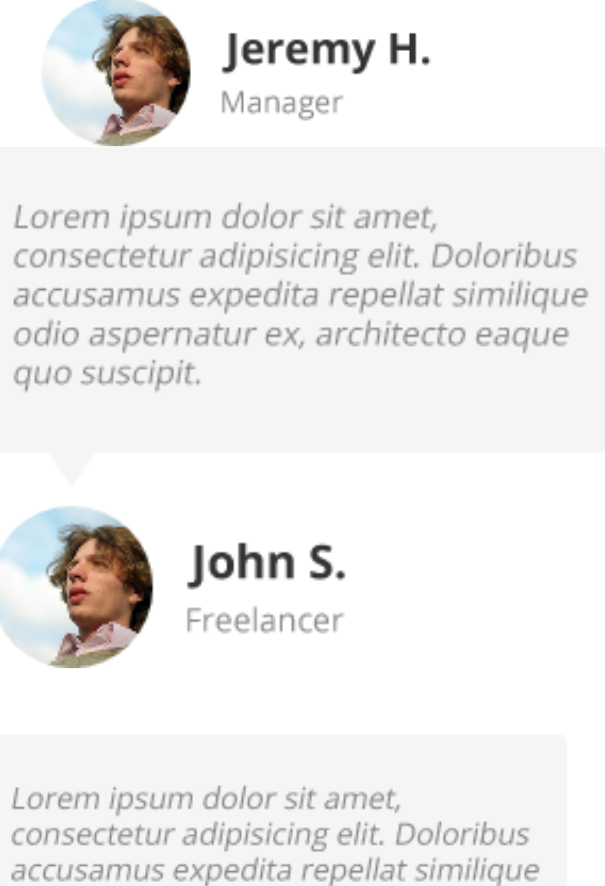 Jeremy H.
Manager
Lorem ipsum dolor sit amet,
consectetur adipisicing elit. Doloribus
accusamus expedita repellat similique
odio aspernatur ex, architecto eaque
quo suscipit.
John S.
Freelancer
Lorem ipsum dolor sit amet,
consectetur adipisicing elit. Doloribus
accusamus expedita repellat similique